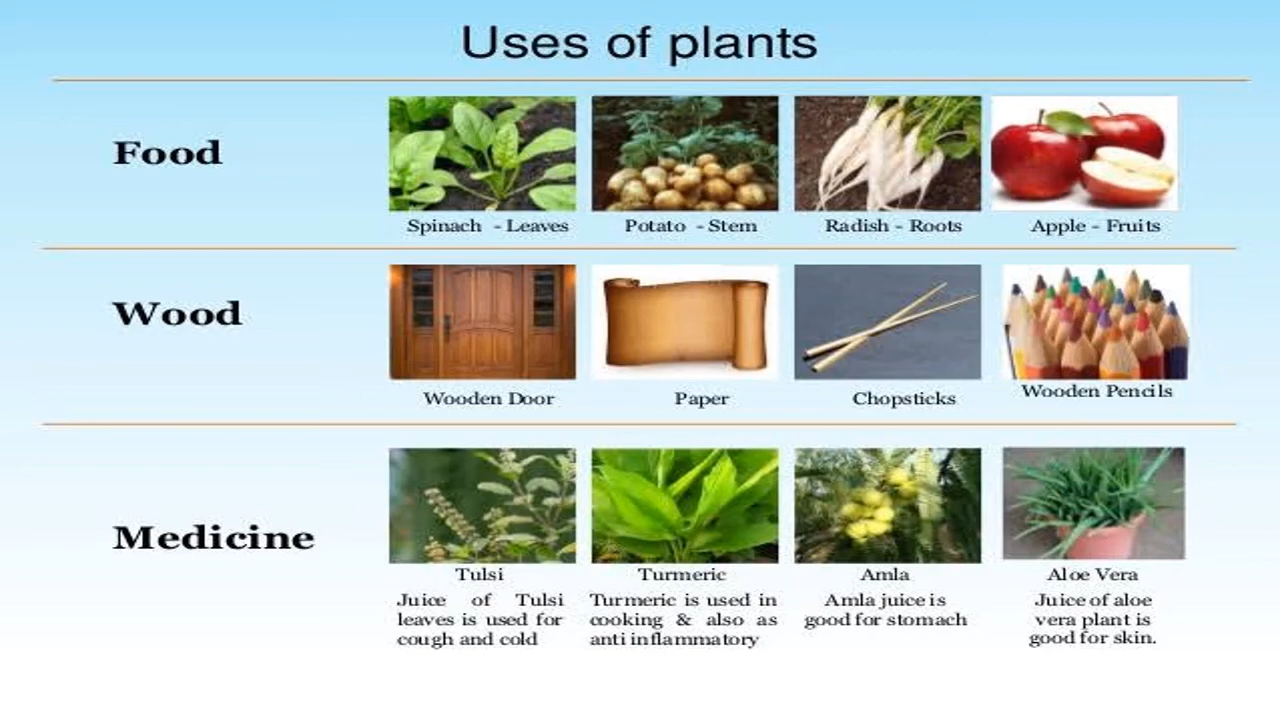 Uses of plants
Food
Spinach - Leaves
Potato - Stem
Radish - Roots
Apple - Fruits
Wood
Wooden Door
Paper
Chopsticks
Wooden Pencils
Medicine
Tulsi
Juice of Tulsi
leaves is used for
cough and cold
Turmeric
Turmeric is used in
cooking & also as
anti inflammatory
Amla
Amla juice is
good for stomach
Aloe Vera
Juice of aloe
vera plant is
good for skin.